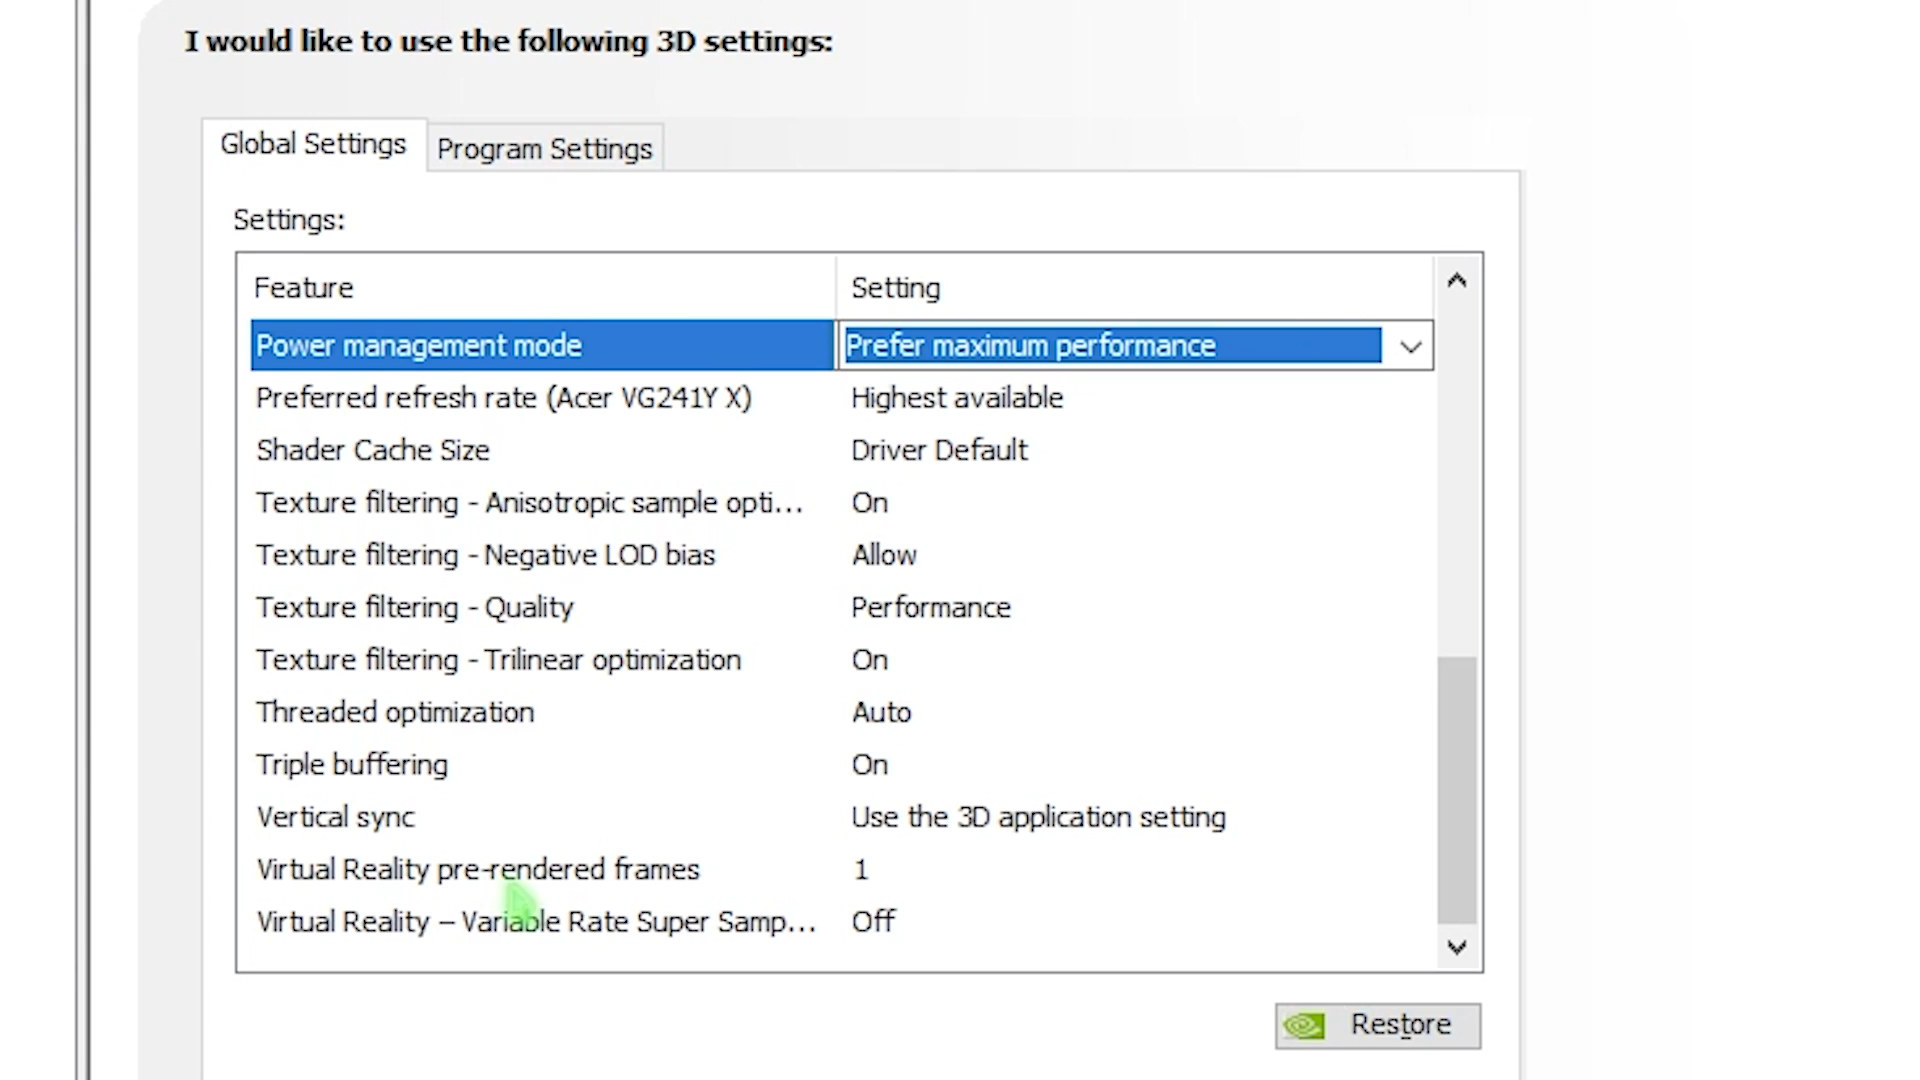 I would like to use the following 3D settings:
Global Settings
Program Settings
Settings:
Feature Setting
Power management mode Prefer maximum performance
Preferred refresh rate (Acer VG241Y X) Highest available
Shader Cache Size Driver Default
Texture filtering - Anisotropic sample opti... On
Texture filtering - Negative LOD bias Allow
Texture filtering - Quality Performance
Texture filtering - Trilinear optimization On
Threaded optimization Auto
Triple buffering On
Vertical sync Use the 3D application setting
Virtual Reality pre-rendered frames 1
Virtual Reality – Variable Rate Super Samp... Off
Restore